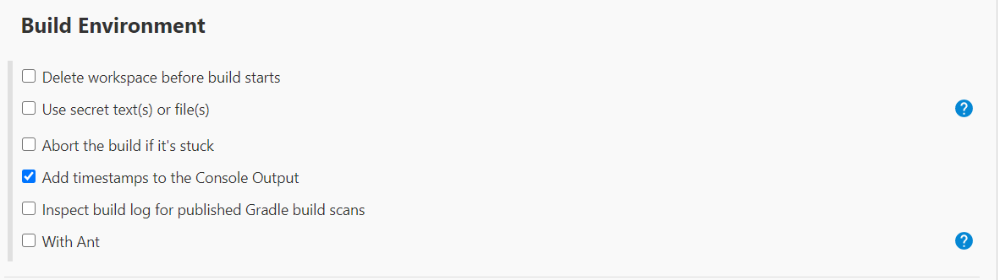 Build Environment
Delete workspace before build starts
Use secret text(s) or file(s)
?
Abort the build if it's stuck
Add timestamps to the Console Output
Inspect build log for published Gradle build scans
With Ant
?